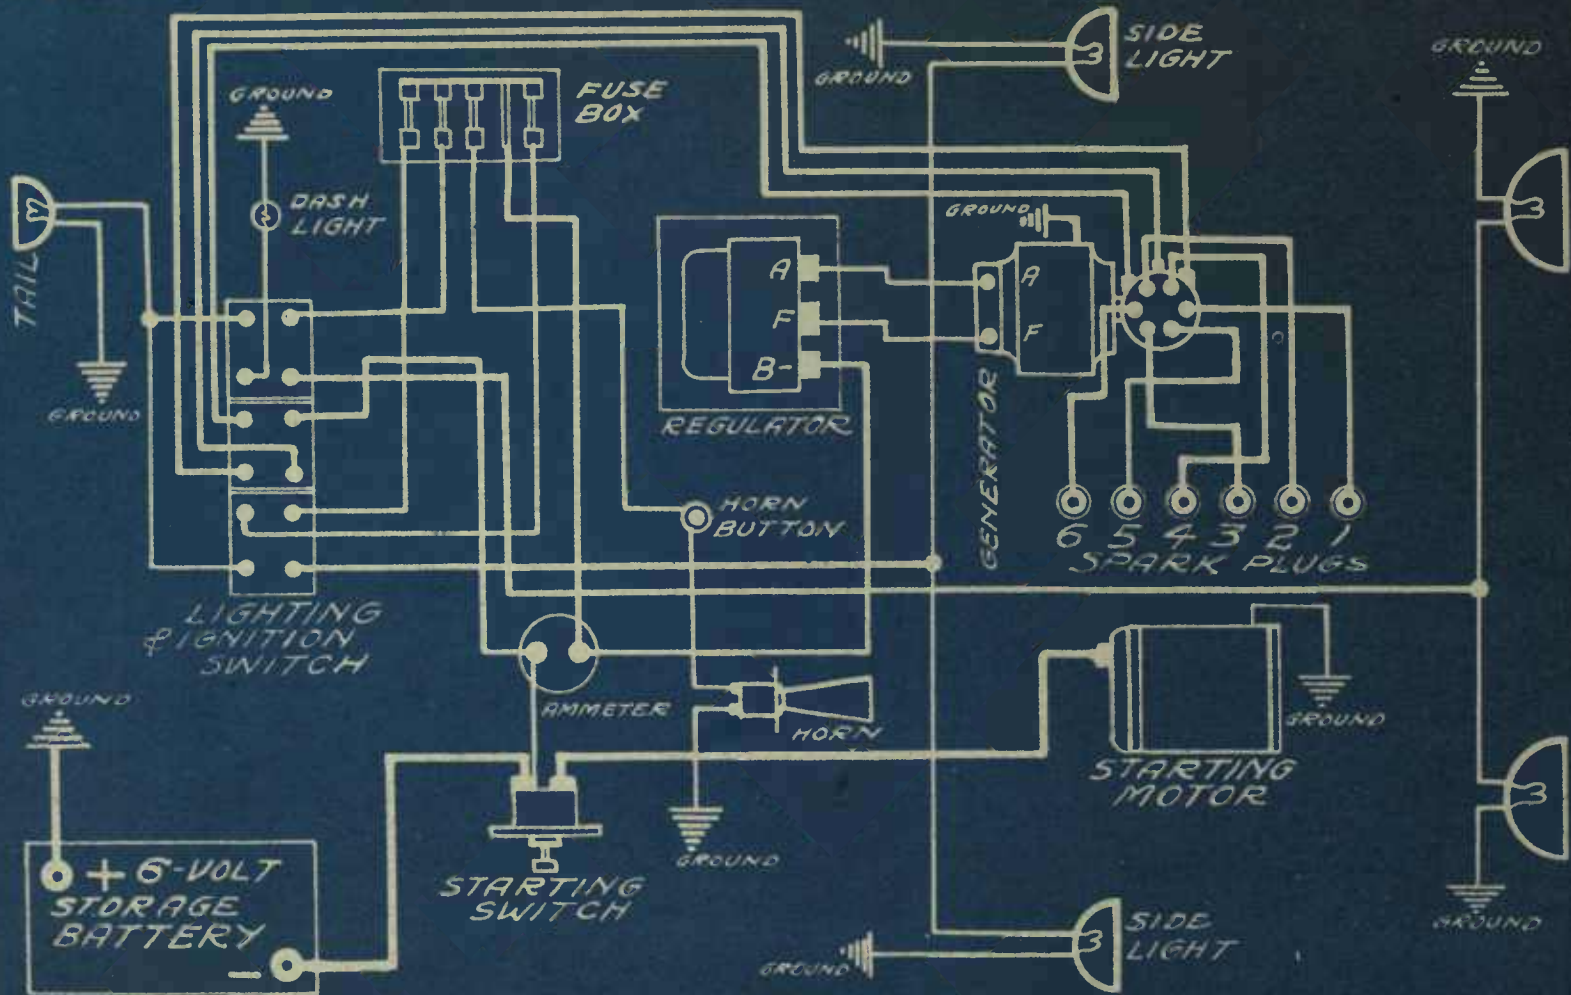 SIDE
LIGHT
GROUND
GROUND
FUSE
BOX
GROUND
DASH
LIGHT
TAIL
GROUND
GROUND
A
F
B-
REGULATOR
A
F
GENERATOR
6 5 4 3 2 1
SPARK PLUGS
HORN
BUTTON
LIGHTING
& IGNITION
SWITCH
GROUND
AMMETER
HORN
GROUND
STARTING
MOTOR
GROUND
+ 6-VOLT
STORAGE
BATTERY
-
STARTING
SWITCH
SIDE
LIGHT
GROUND
GROUND